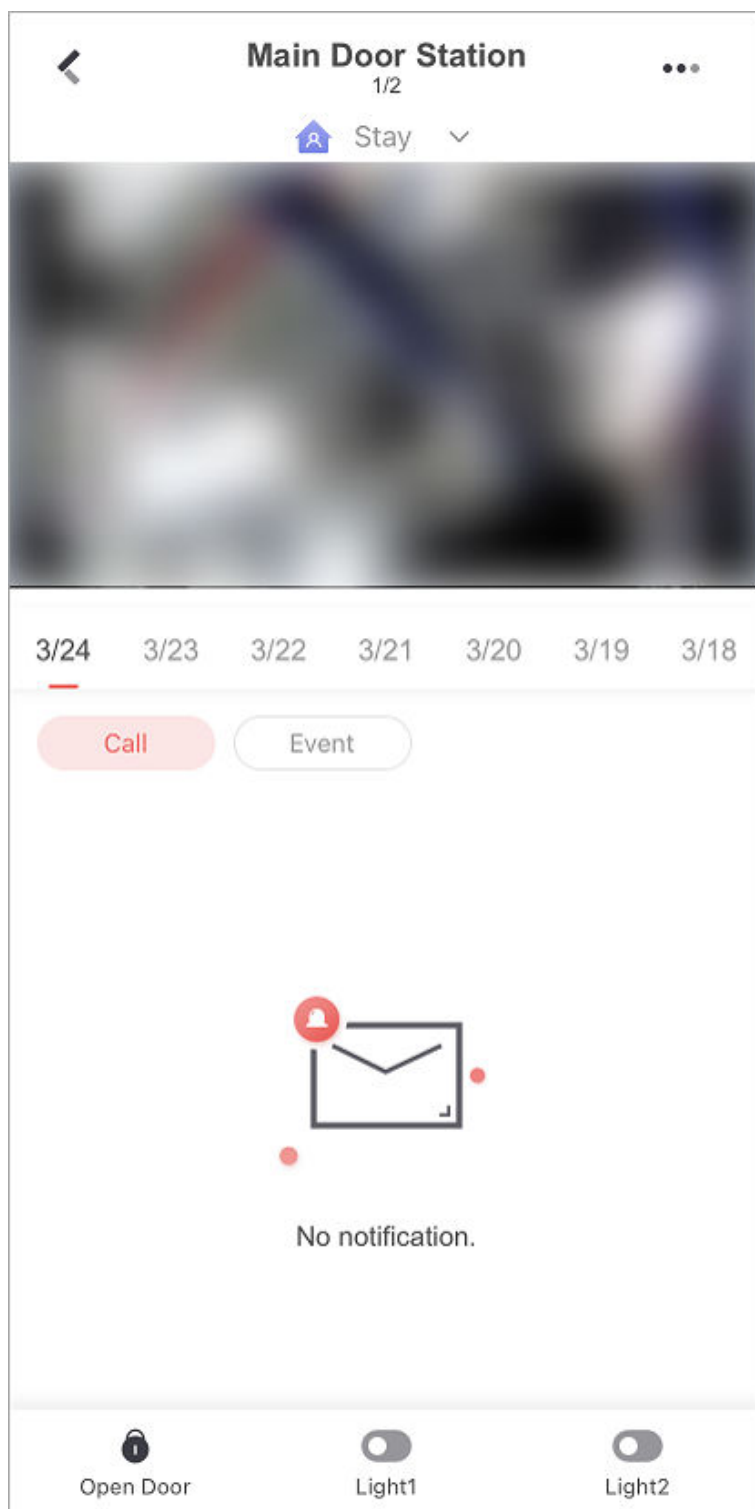 Main Door Station
1/2
Stay
3/24 3/23 3/22 3/21 3/20 3/19 3/18
Call Event
No notification.
Open Door Light1 Light2